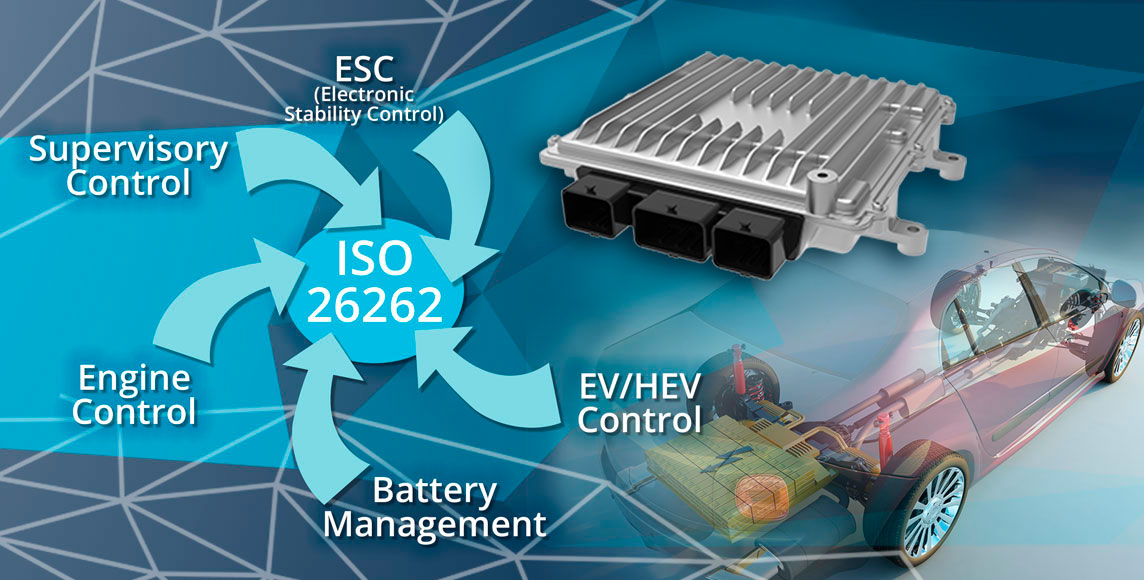 ESC
(Electronic
Stability Control)
Supervisory
Control
ISO
26262
Engine
Control
EV/HEV
Control
Battery
Management